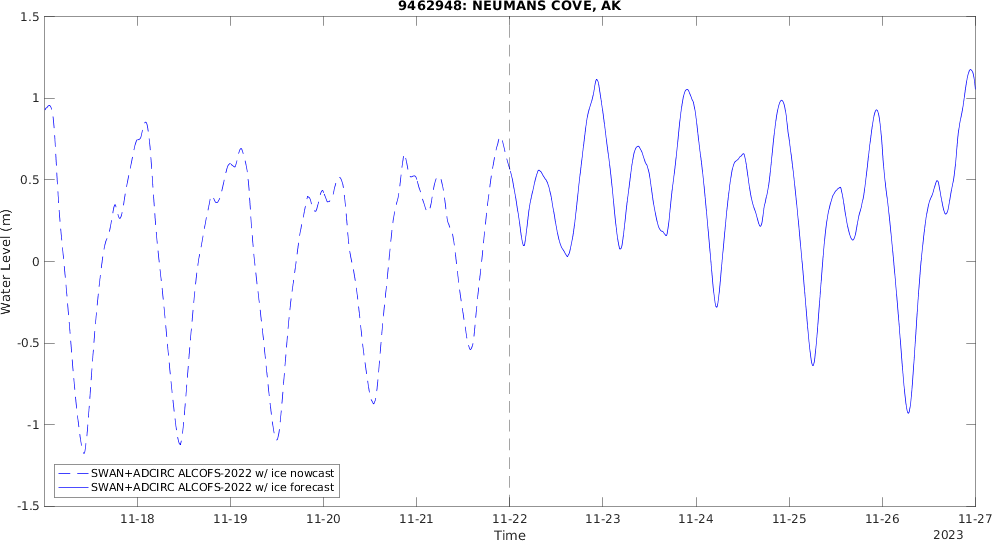 9462948: NEUMANS COVE, AK
1.5
1
0.5
0
-0.5
-1
-1.5
Water Level (m)
SWAN+ADCIRC ALCOFS-2022 w/ ice nowcast
SWAN+ADCIRC ALCOFS-2022 w/ ice forecast
11-18 11-19 11-20 11-21 11-22 11-23 11-24 11-25 11-26 11-27
Time
2023